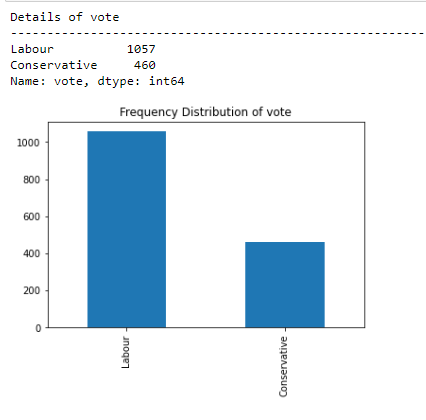 Details of vote
------------------------------------------------------------
Labour          1057
Conservative     460
Name: vote, dtype: int64
Frequency Distribution of vote
1000
800
600
400
200
0
Labour
Conservative